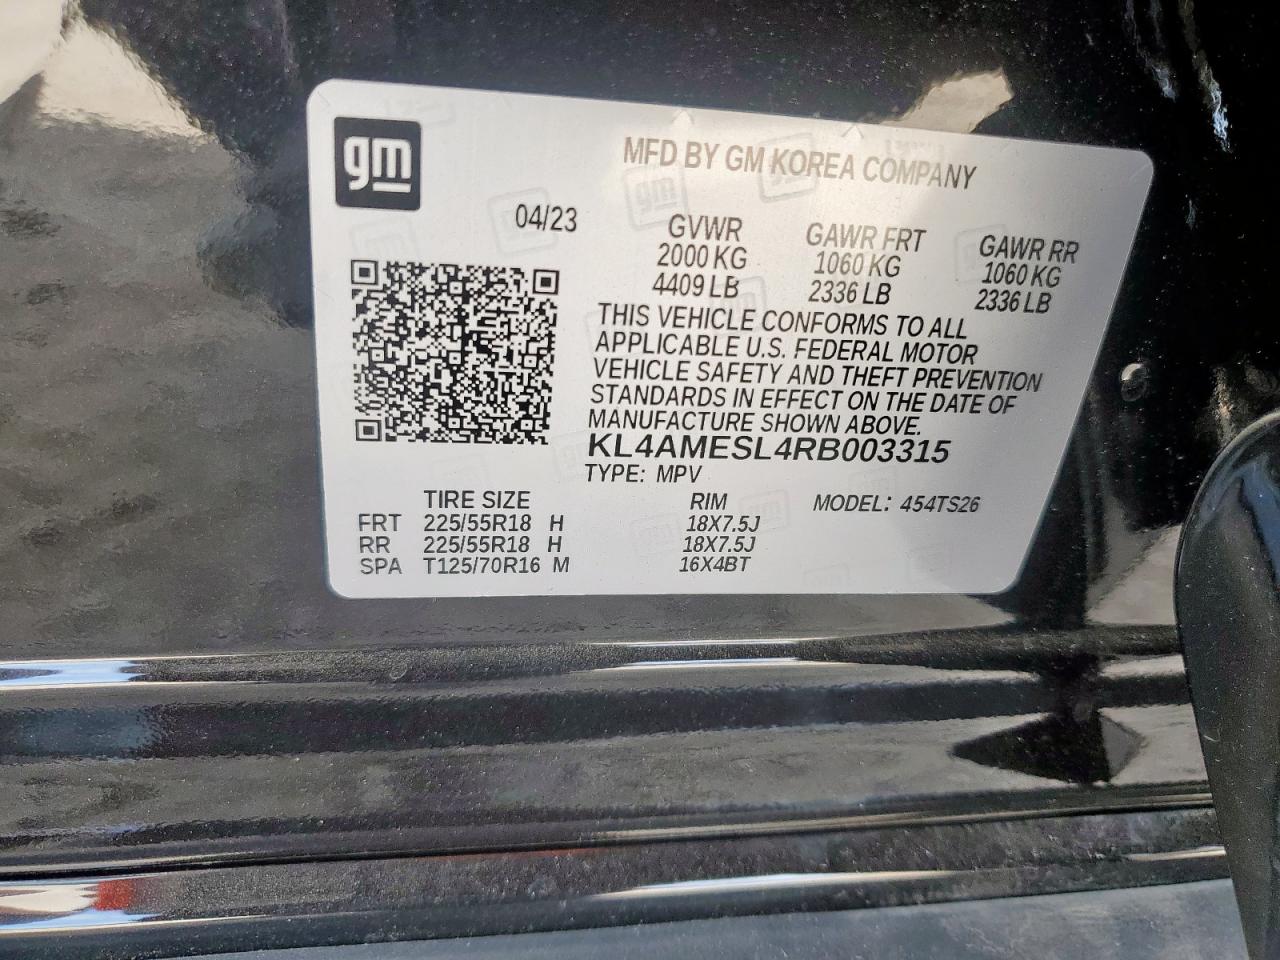 gm
MFD BY GM KOREA COMPANY
04/23
GVWR GAWR FRT GAWR RR
2000 KG 1060 KG 1060 KG
4409 LB 2336 LB 2336 LB
THIS VEHICLE CONFORMS TO ALL
APPLICABLE U.S. FEDERAL MOTOR
VEHICLE SAFETY AND THEFT PREVENTION
STANDARDS IN EFFECT ON THE DATE OF
MANUFACTURE SHOWN ABOVE.
KL4AMESL4RB003315
TYPE: MPV
TIRE SIZE RIM MODEL: 454TS26
FRT 225/55R18 H 18X7.5J
RR 225/55R18 H 18X7.5J
SPA T125/70R16 M 16X4BT